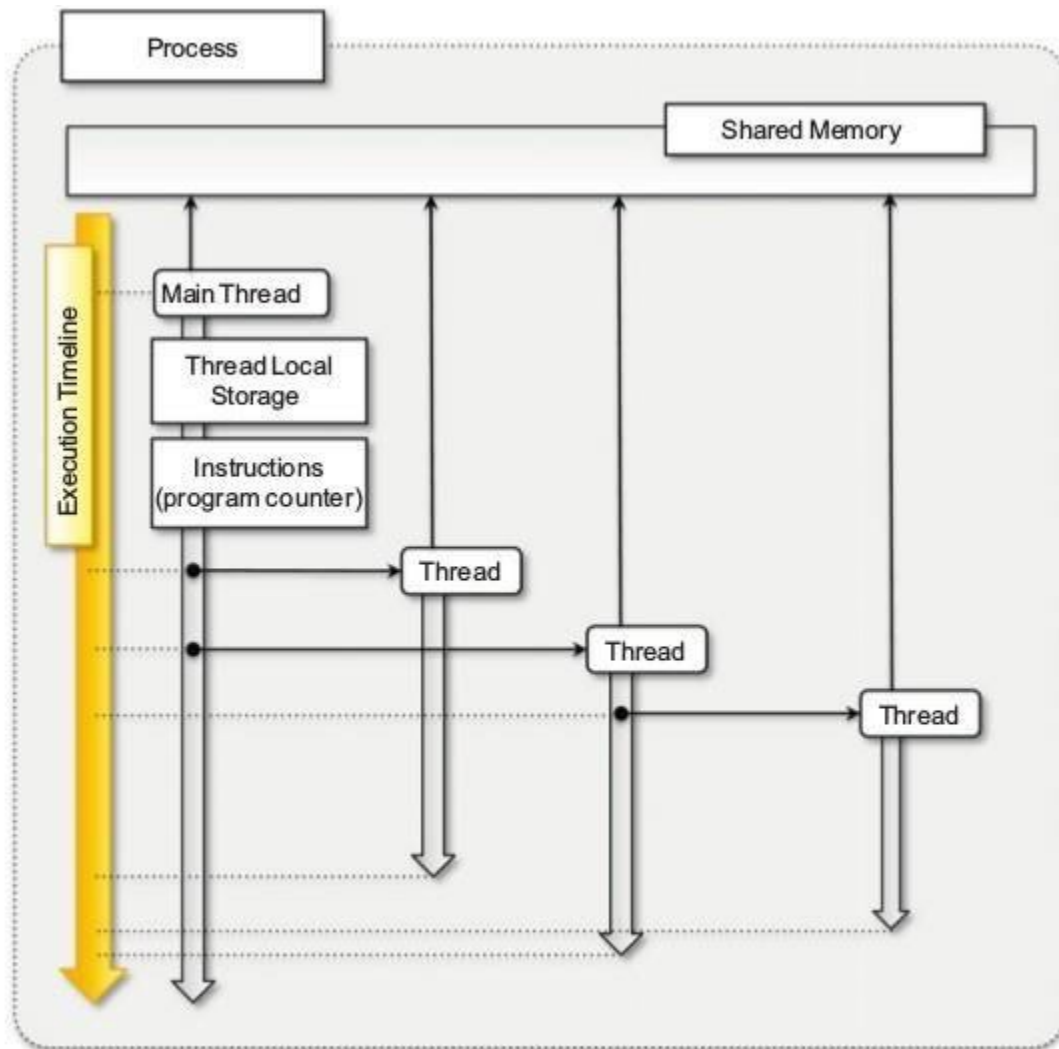 Process
Shared Memory
Execution Timeline
Main Thread
Thread Local
Storage
Instructions
(program counter)
Thread
Thread
Thread